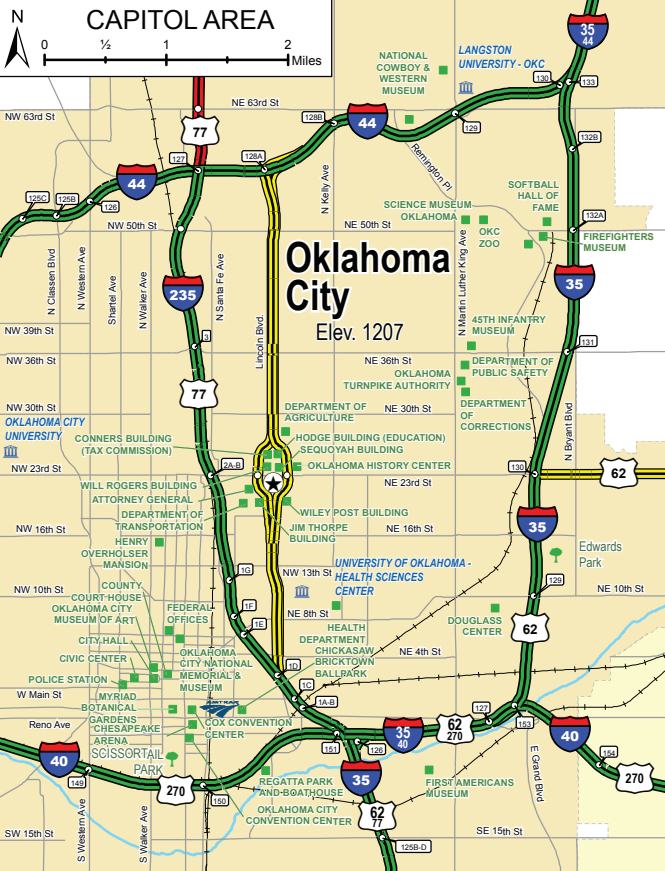 N
CAPITOL AREA
0 ½ 1 2
Miles
NATIONAL
COWBOY &
WESTERN
MUSEUM
LANGSTON
UNIVERSITY - OKC
35
44
130
133
NW 63rd St
NE 63rd St
77
128B
44
129
132B
127
128A
Remington Pl
44
125C
125B
126
N Kelly Ave
SOFTBALL
HALL OF
FAME
SCIENCE MUSEUM
OKLAHOMA
OKC
ZOO
132A
FIREFIGHTERS
MUSEUM
NW 50th St
NE 50th St
N Classen Blvd
N Western Ave
Shartel Ave
N Walker Ave
N Santa Fe Ave
235
Oklahoma
City
Elev. 1207
N Martin Luther King Ave
35
Lincoln Blvd.
45TH INFANTRY
MUSEUM
NW 39th St
3
131
NW 36th St
NE 36th St
DEPARTMENT OF
PUBLIC SAFETY
OKLAHOMA
TURNPIKE AUTHORITY
77
DEPARTMENT
OF
CORRECTIONS
N Bryant Blvd
NW 30th St
NE 30th St
DEPARTMENT OF
AGRICULTURE
OKLAHOMA CITY
UNIVERSITY
CONNERS BUILDING
(TAX COMMISSION)
HODGE BUILDING (EDUCATION)
SEQUOYAH BUILDING
OKLAHOMA HISTORY CENTER
NW 23rd St
2A-B
NE 23rd St
130
62
WILL ROGERS BUILDING
ATTORNEY GENERAL
DEPARTMENT OF
TRANSPORTATION
WILEY POST BUILDING
JIM THORPE
BUILDING
NW 16th St
NE 16th St
35
HENRY
OVERHOLSER
MANSION
Edwards
Park
UNIVERSITY OF OKLAHOMA -
HEALTH SCIENCES
CENTER
1G
NW 13th St
129
NW 10th St
NE 10th St
COUNTY
COURT HOUSE
OKLAHOMA CITY
MUSEUM OF ART
FEDERAL
OFFICES
1F
1E
NE 8th St
DOUGLASS
CENTER
62
HEALTH
DEPARTMENT
CHICKASAW
BRICKTOWN
BALLPARK
CITY HALL
CIVIC CENTER
POLICE STATION
OKLAHOMA
CITY NATIONAL
MEMORIAL &
MUSEUM
NE 4th St
1D
1C
1A-B
W Main St
MYRIAD
BOTANICAL
GARDENS
AMTRAK
Reno Ave
CHESAPEAKE
ARENA
COX CONVENTION
CENTER
35
40
62
270
127
153
151
126
40
SCISSORTAIL
PARK
40
149
154
270
270
150
REGATTA PARK
AND BOATHOUSE
35
FIRST AMERICANS
MUSEUM
E Grand Blvd
OKLAHOMA CITY
CONVENTION CENTER
62
77
S Western Ave
S Walker Ave
SW 15th St
SE 15th St
125B-D